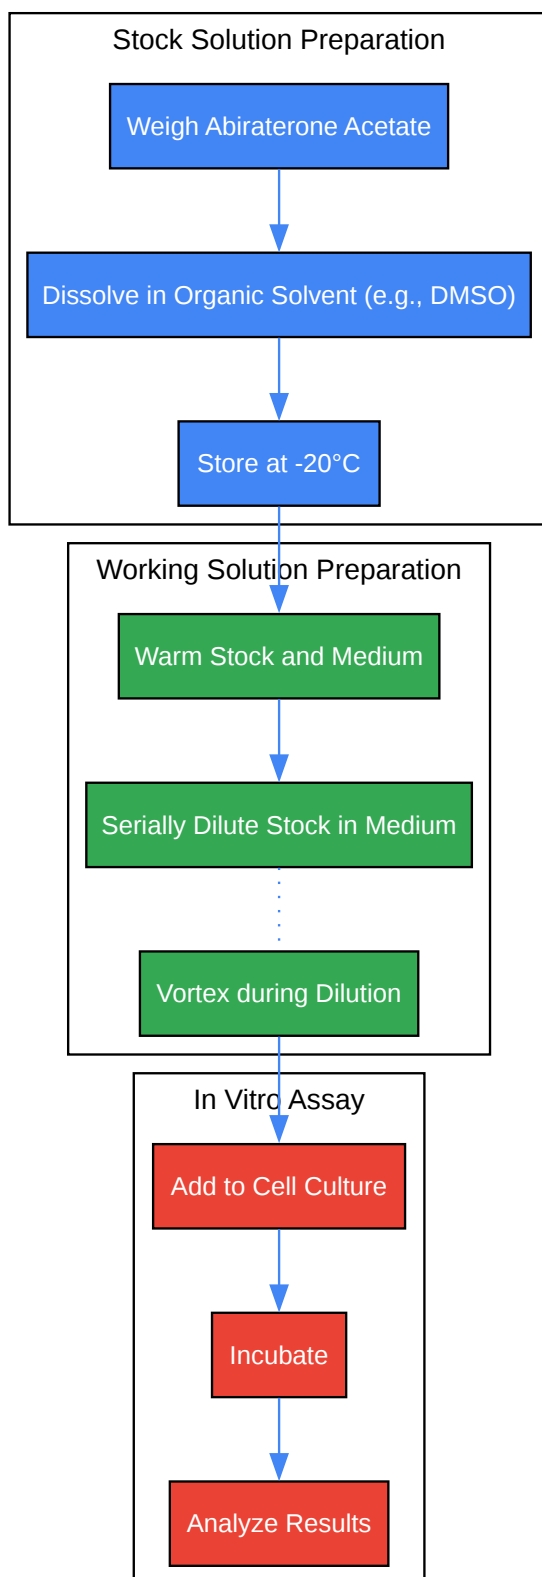 Stock Solution Preparation
Weigh Abiraterone Acetate
Dissolve in Organic Solvent (e.g., DMSO)
Store at -20°C
Working Solution Preparation
Warm Stock and Medium
Serially Dilute Stock in Medium
Vortex during Dilution
In Vitro Assay
Add to Cell Culture
Incubate
Analyze Results